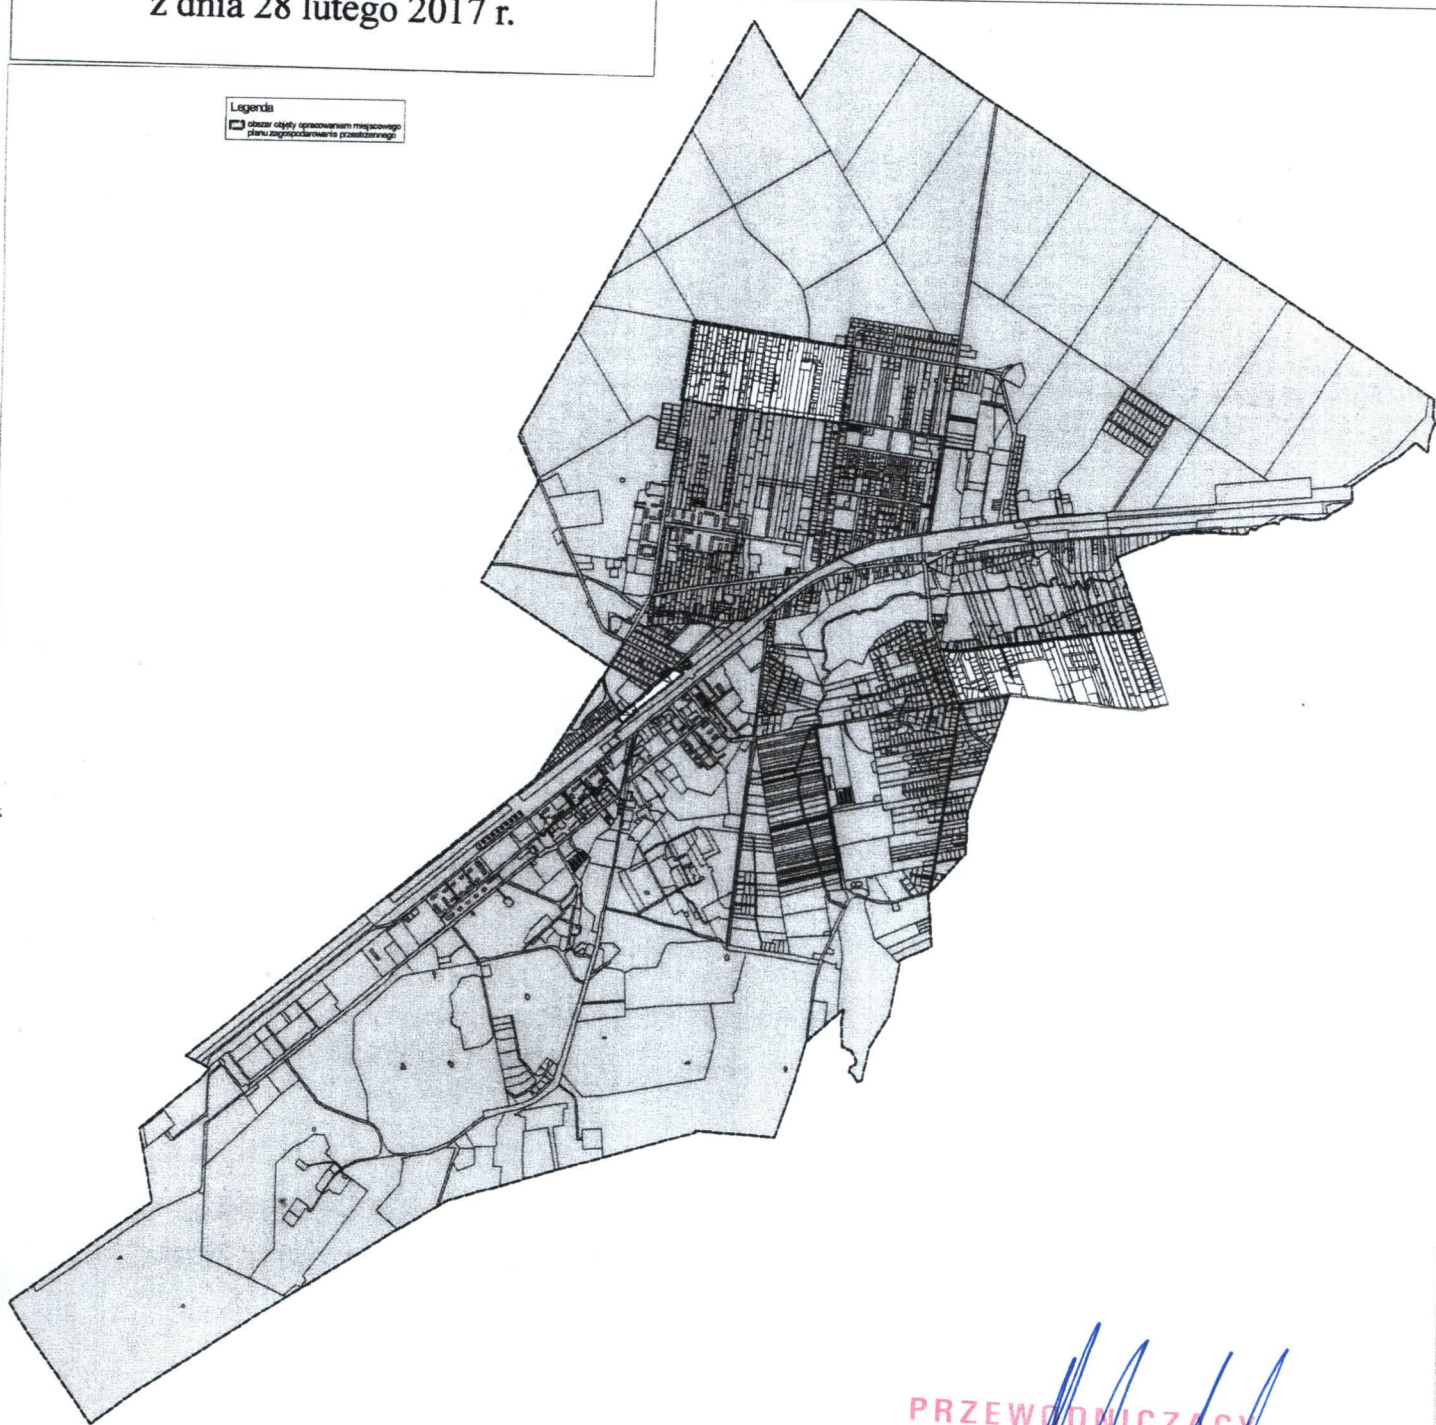 z dnia 28 lutego 2017 r.
Legenda
obszar objęty opracowaniem miejscowego
planu zagospodarowania przestrzennego
PRZEWODNICZĄCY